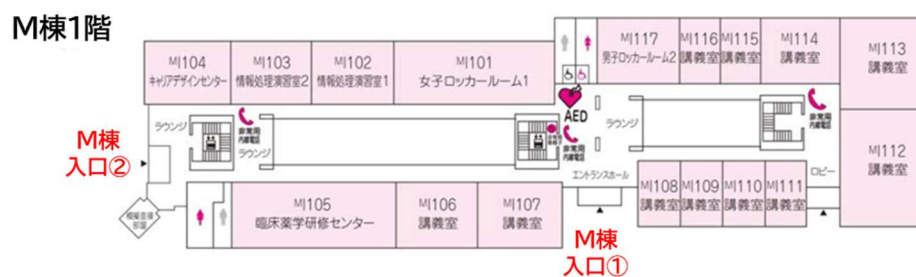 M棟1階
M104
キャリアデザインセンター
M103
情報処理演習室2
M102
情報処理演習室1
M101
女子ロッカールーム1
M117
男子ロッカールーム2
M116
講義室
M115
講義室
M114
講義室
M113
講義室
AED
ラウンジ
非常用
内線電話
ラウンジ
非常用
内線電話
ラウンジ
非常用
内線電話
M棟
入口②
エントランスホール
ロビー
M112
講義室
模擬面接
部屋
M105
臨床薬学研修センター
M106
講義室
M107
講義室
M108
講義室
M109
講義室
M110
講義室
M111
講義室
M棟
入口①